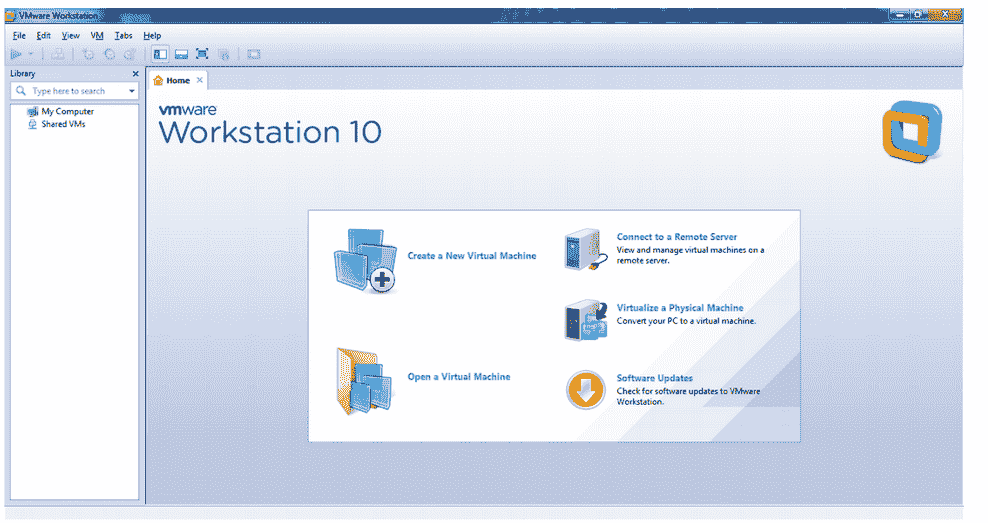 VMware Workstation
File Edit View VM Tabs Help
Library
Type here to search
My Computer
Shared VMs
Home
vmware
Workstation 10
Create a New Virtual Machine
Open a Virtual Machine
Connect to a Remote Server
View and manage virtual machines on a
remote server.
Virtualize a Physical Machine
Convert your PC to a virtual machine.
Software Updates
Check for software updates to VMware
Workstation.